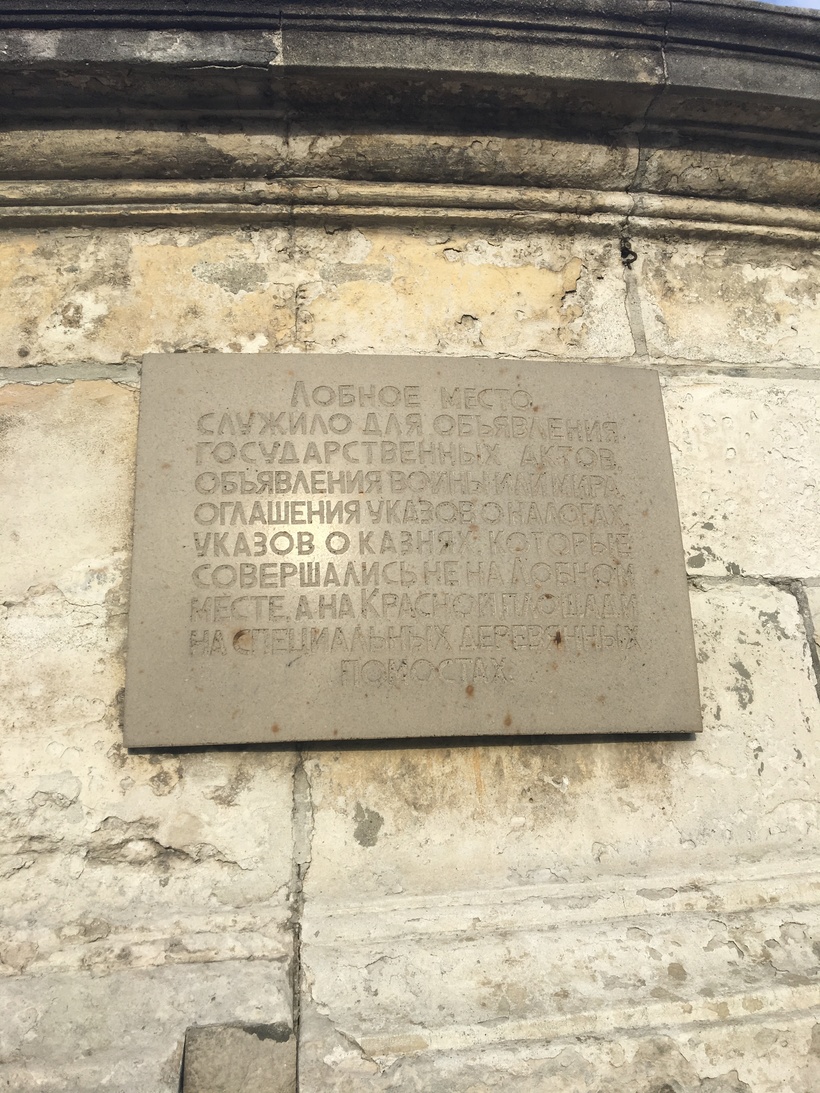 ЛОБНОЕ МЕСТО
СЛУЖИЛО ДЛЯ ОБЪЯВЛЕНИЯ
ГОСУДАРСТВЕННЫХ АКТОВ,
ОБЪЯВЛЕНИЯ ВОЙНЫ ИЛИ МИРА,
ОГЛАШЕНИЯ УКАЗОВ О НАЛОГАХ,
УКАЗОВ О КАЗНЯХ, КОТОРЫЕ
СОВЕРШАЛИСЬ НЕ НА ЛОБНОМ
МЕСТЕ, А НА КРАСНОЙ ПЛОЩАДИ
НА СПЕЦИАЛЬНЫХ ДЕРЕВЯННЫХ
ПОМОСТАХ.